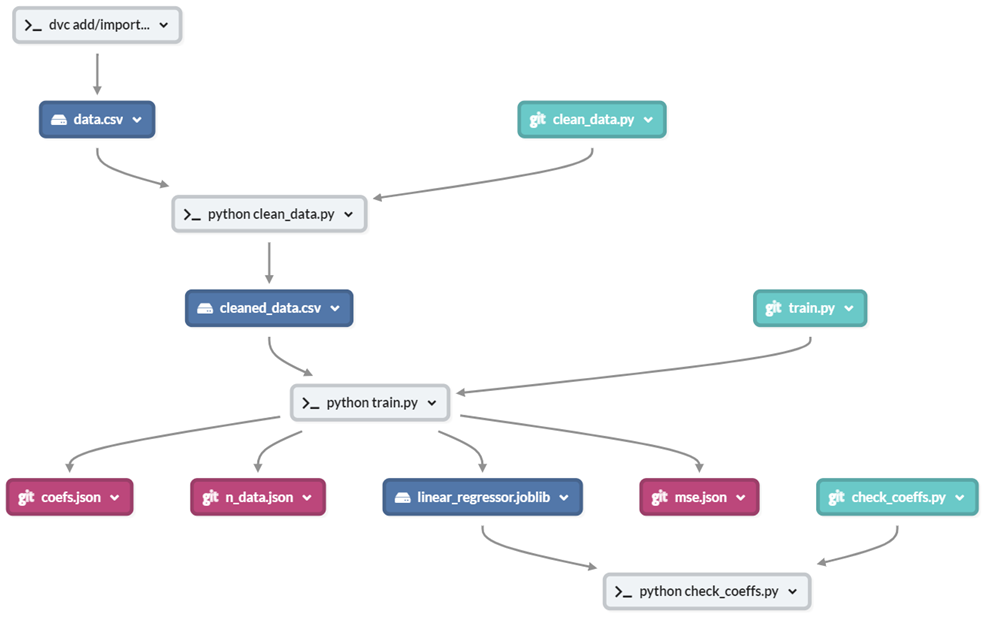 >_ dvc add/import...
data.csv
git clean_data.py
>_ python clean_data.py
cleaned_data.csv
git train.py
>_ python train.py
git coefs.json
git n_data.json
linear_regressor.joblib
git mse.json
git check_coeffs.py
>_ python check_coeffs.py